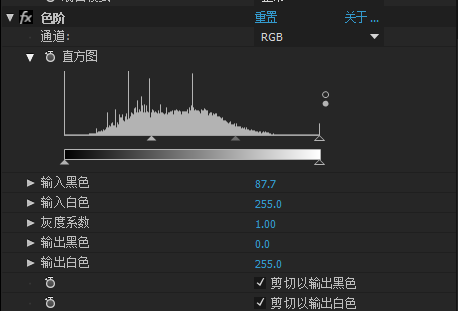 fx 色阶 重置 关于...
通道: RGB
直方图
输入黑色 87.7
输入白色 255.0
灰度系数 1.00
输出黑色 0.0
输出白色 255.0
剪切以输出黑色
剪切以输出白色